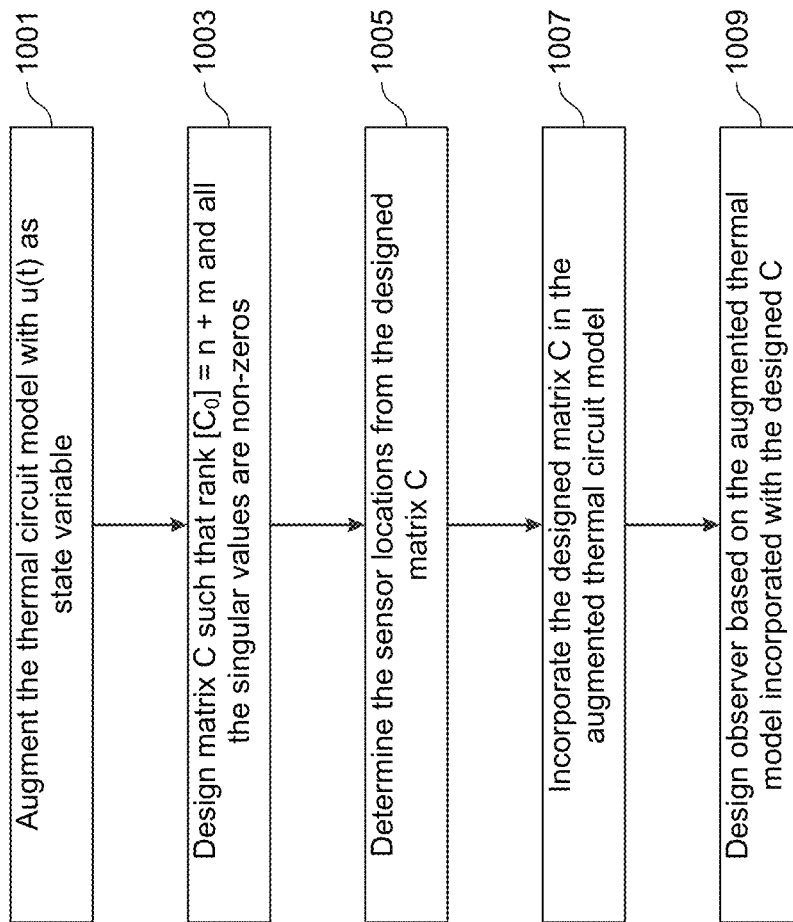 Augment the thermal circuit model with u(t) as
state variable
1001
Design matrix C such that rank [C₀] = n + m and all
the singular values are non-zeros
1003
Determine the sensor locations from the designed
matrix C
1005
Incorporate the designed matrix C in the
augmented thermal circuit model
1007
Design observer based on the augmented thermal
model incorporated with the designed C
1009